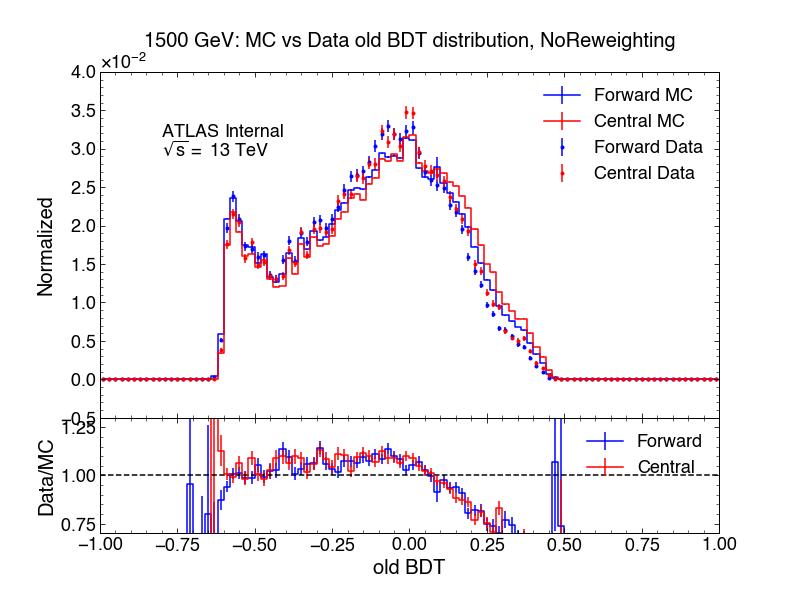 1500 GeV: MC vs Data old BDT distribution, NoReweighting
×10⁻²
4.0
3.5
3.0
2.5
2.0
1.5
1.0
0.5
0.0
−0.5
Normalized
ATLAS Internal
√s = 13 TeV
Forward MC
Central MC
Forward Data
Central Data
1.25
1.00
0.75
Data/MC
Forward
Central
−1.00 −0.75 −0.50 −0.25 0.00 0.25 0.50 0.75 1.00
old BDT